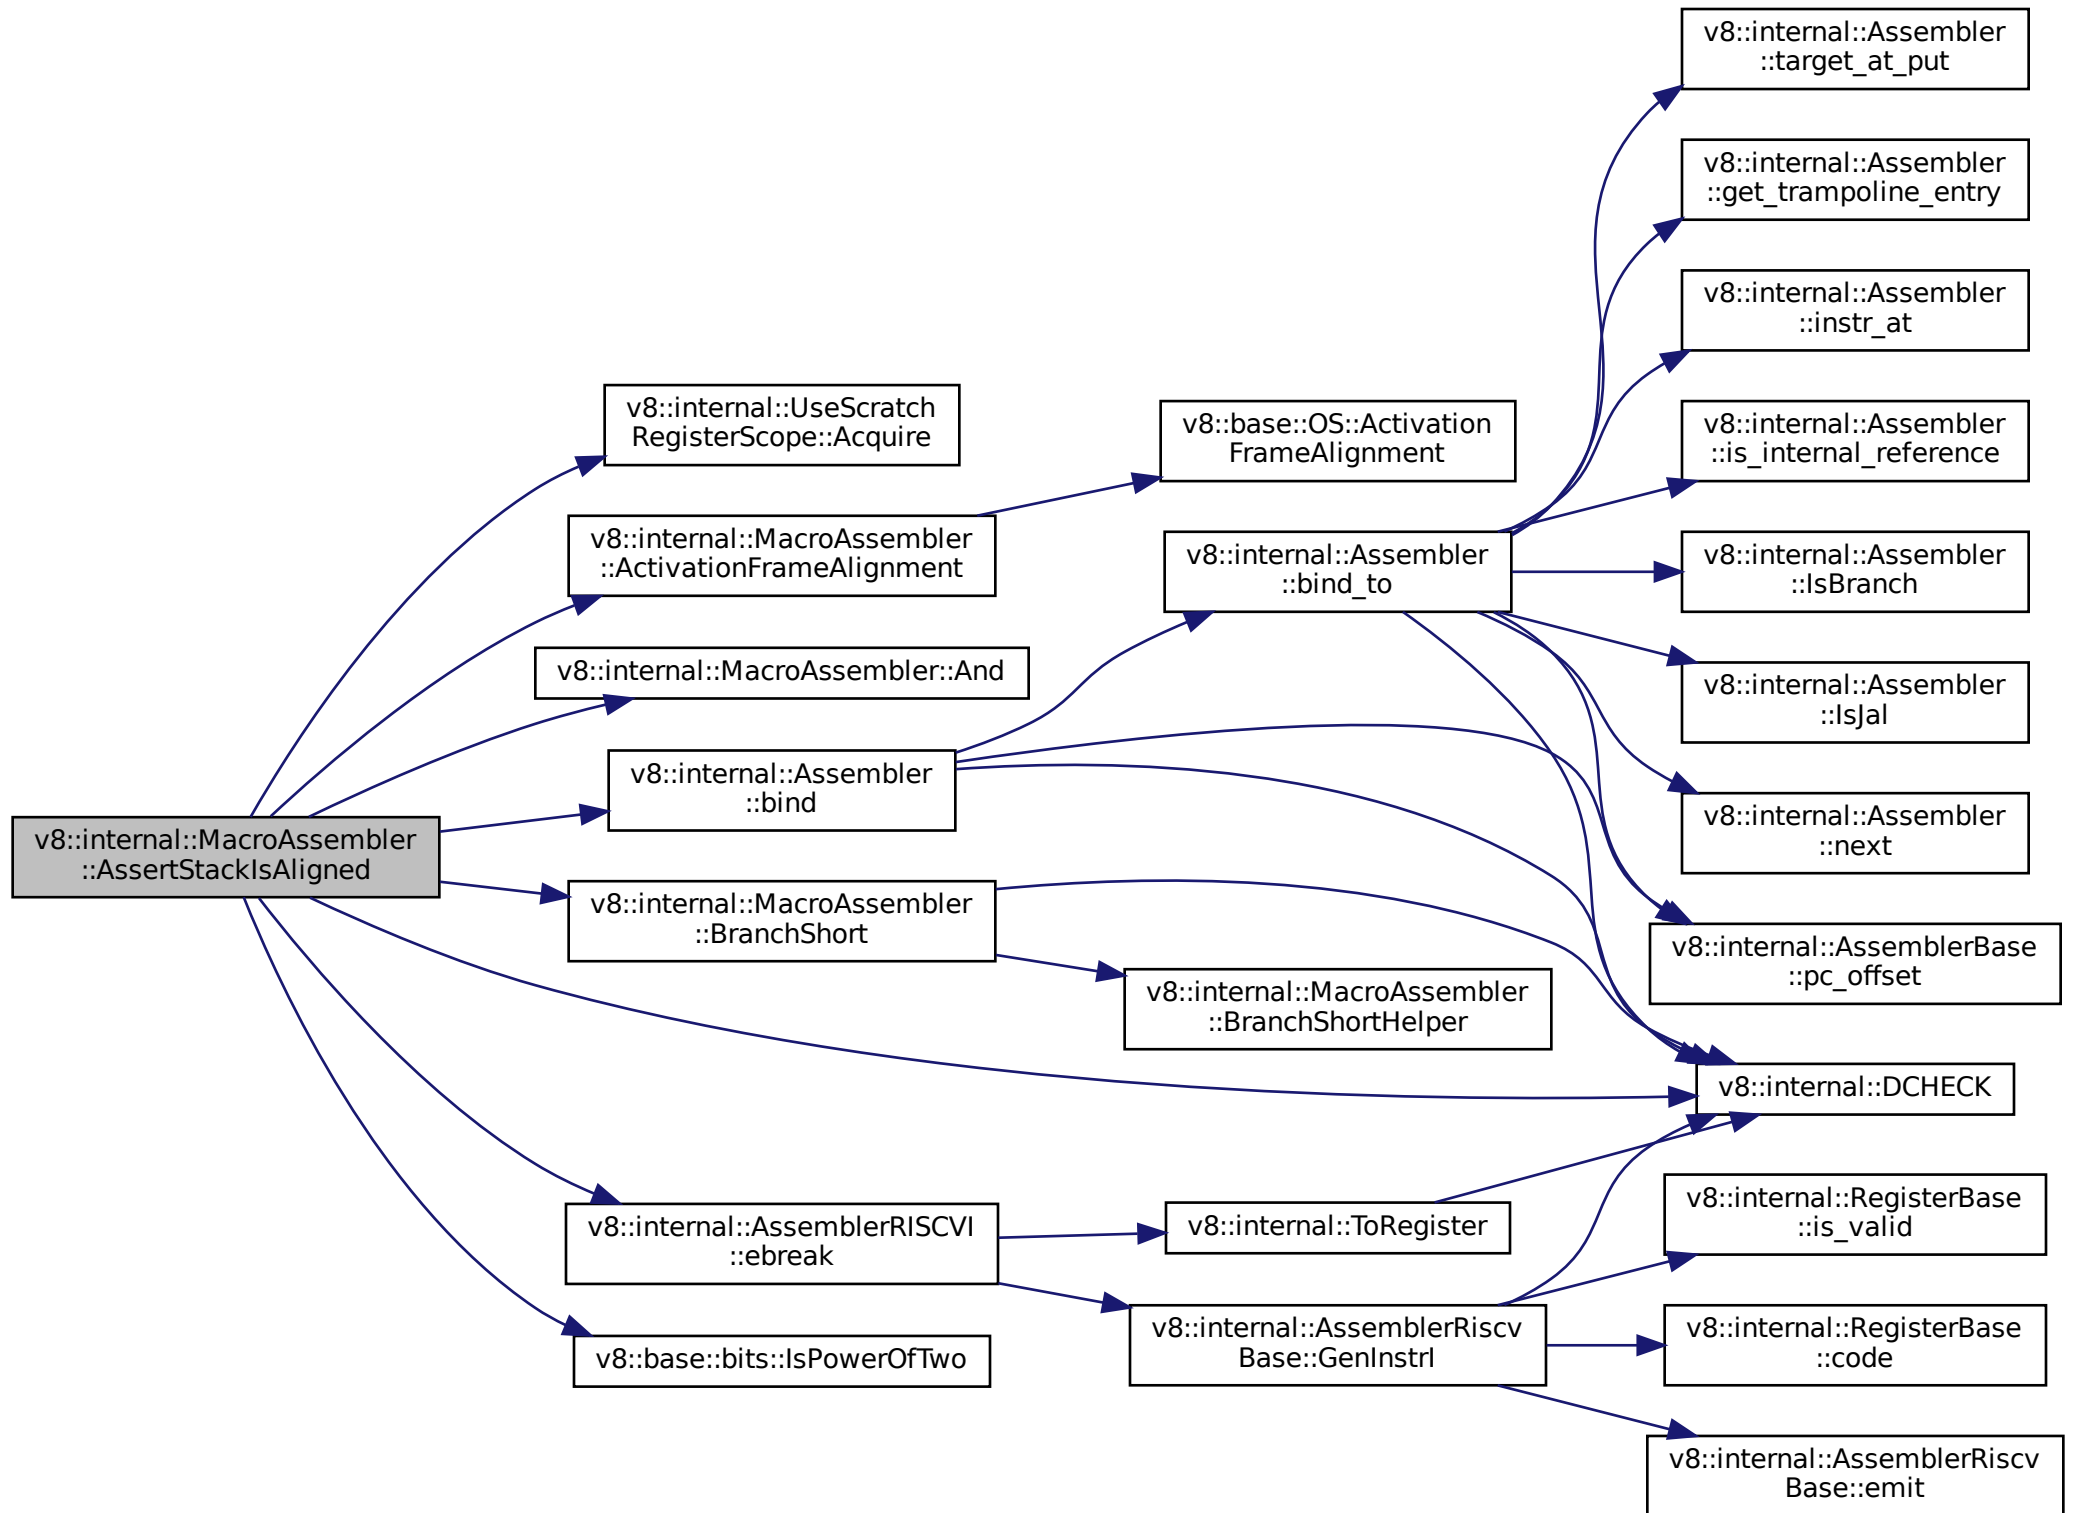 v8::internal::MacroAssembler
::AssertStackIsAligned
v8::internal::UseScratch
RegisterScope::Acquire
v8::internal::MacroAssembler
::ActivationFrameAlignment
v8::internal::MacroAssembler::And
v8::internal::Assembler
::bind
v8::internal::MacroAssembler
::BranchShort
v8::internal::AssemblerRISCVI
::ebreak
v8::base::bits::IsPowerOfTwo
v8::base::OS::Activation
FrameAlignment
v8::internal::Assembler
::bind_to
v8::internal::MacroAssembler
::BranchShortHelper
v8::internal::ToRegister
v8::internal::AssemblerRiscv
Base::GenInstrI
v8::internal::Assembler
::target_at_put
v8::internal::Assembler
::get_trampoline_entry
v8::internal::Assembler
::instr_at
v8::internal::Assembler
::is_internal_reference
v8::internal::Assembler
::IsBranch
v8::internal::Assembler
::IsJal
v8::internal::Assembler
::next
v8::internal::AssemblerBase
::pc_offset
v8::internal::DCHECK
v8::internal::RegisterBase
::is_valid
v8::internal::RegisterBase
::code
v8::internal::AssemblerRiscv
Base::emit